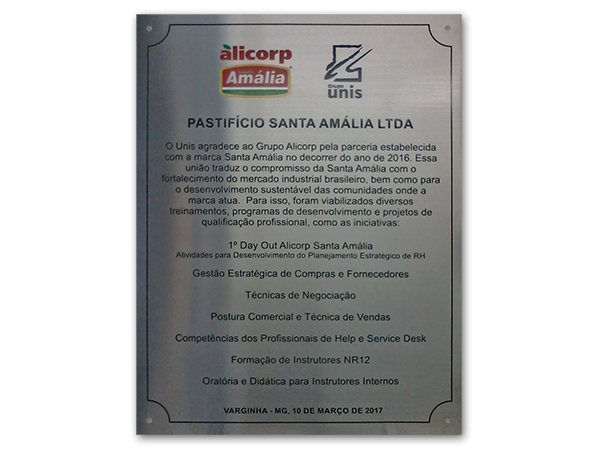 alicorp
Amália
Grupo
unis
PASTIFÍCIO SANTA AMÁLIA LTDA
O Unis agradece ao Grupo Alicorp pela parceria estabelecida
com a marca Santa Amália no decorrer do ano de 2016. Essa
união traduz o compromisso da Santa Amália com o
fortalecimento do mercado industrial brasileiro, bem como para
o desenvolvimento sustentável das comunidades onde a
marca atua. Para isso, foram viabilizados diversos
treinamentos, programas de desenvolvimento e projetos de
qualificação profissional, como as iniciativas:
1º Day Out Alicorp Santa Amália
Atividades para Desenvolvimento do Planejamento Estratégico de RH
Gestão Estratégica de Compras e Fornecedores
Técnicas de Negociação
Postura Comercial e Técnica de Vendas
Competências dos Profissionais de Help e Service Desk
Formação de Instrutores NR12
Oratória e Didática para Instrutores Internos
VARGINHA - MG, 10 DE MARÇO DE 2017